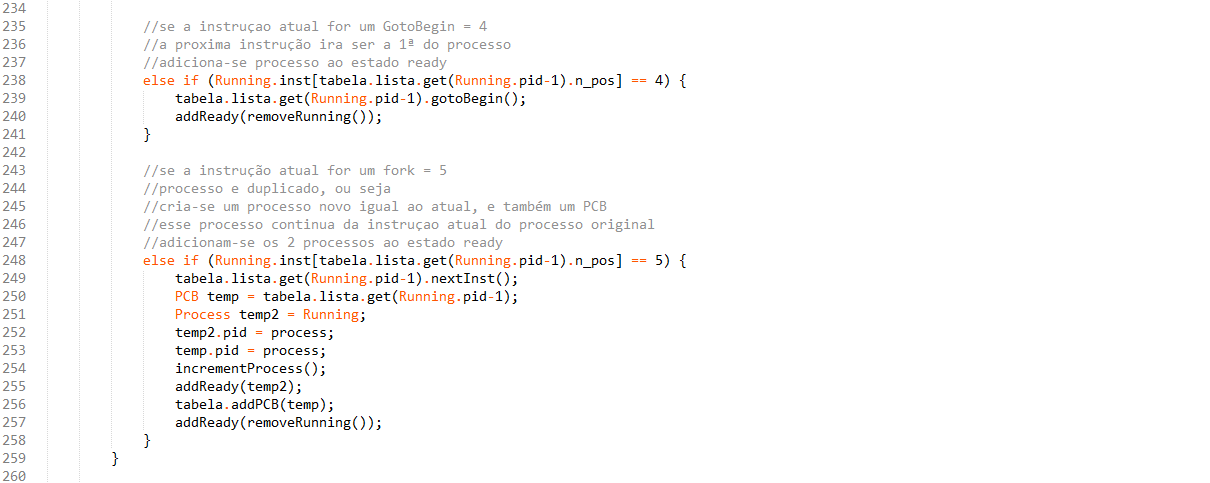 234
235 //se a instruçao atual for um GotoBegin = 4
236 //a proxima instrução ira ser a 1ª do processo
237 //adiciona-se processo ao estado ready
238 else if (Running.inst[tabela.lista.get(Running.pid-1).n_pos] == 4) {
239 tabela.lista.get(Running.pid-1).gotoBegin();
240 addReady(removeRunning());
241 }
242
243 //se a instrução atual for um fork = 5
244 //processo e duplicado, ou seja
245 //cria-se um processo novo igual ao atual, e também um PCB
246 //esse processo continua da instruçao atual do processo original
247 //adicionam-se os 2 processos ao estado ready
248 else if (Running.inst[tabela.lista.get(Running.pid-1).n_pos] == 5) {
249 tabela.lista.get(Running.pid-1).nextInst();
250 PCB temp = tabela.lista.get(Running.pid-1);
251 Process temp2 = Running;
252 temp2.pid = process;
253 temp.pid = process;
254 incrementProcess();
255 addReady(temp2);
256 tabela.addPCB(temp);
257 addReady(removeRunning());
258 }
259 }
260